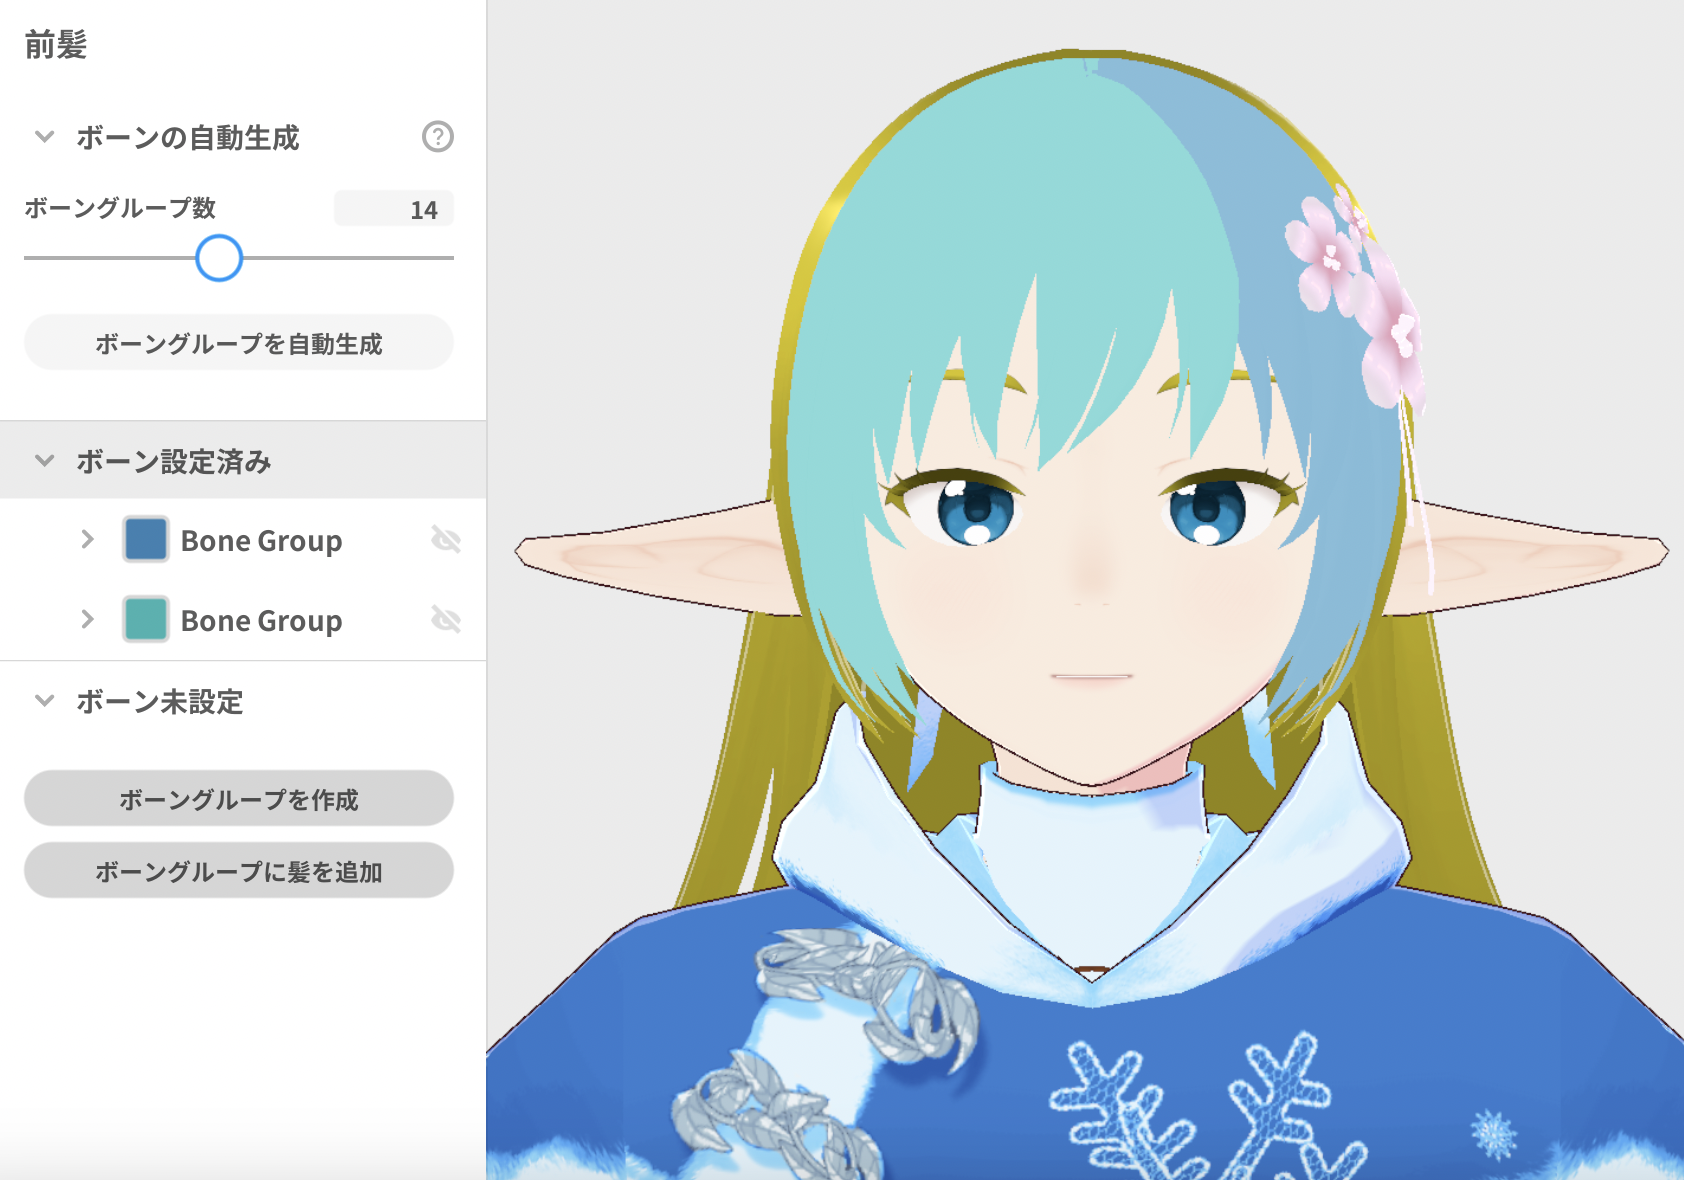 前髪
ボーンの自動生成
ボーングループ数 14
ボーングループを自動生成
ボーン設定済み
Bone Group
Bone Group
ボーン未設定
ボーングループを作成
ボーングループに髪を追加